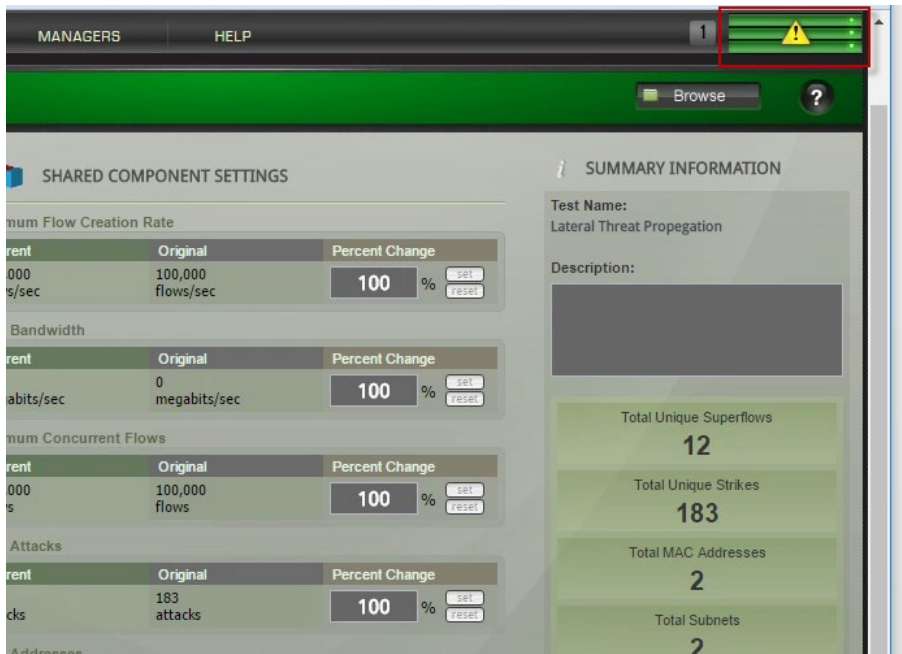 MANAGERS HELP 1
Browse ?
SHARED COMPONENT SETTINGS
mum Flow Creation Rate
rent Original Percent Change
000 100,000 100 % set
s/sec flows/sec reset
Bandwidth
rent Original Percent Change
0 100 % set
abits/sec megabits/sec reset
mum Concurrent Flows
rent Original Percent Change
000 100,000 100 % set
s flows reset
Attacks
rent Original Percent Change
183 100 % set
cks attacks reset
Addresses
i SUMMARY INFORMATION
Test Name:
Lateral Threat Propegation
Description:
Total Unique Superflows
12
Total Unique Strikes
183
Total MAC Addresses
2
Total Subnets
2